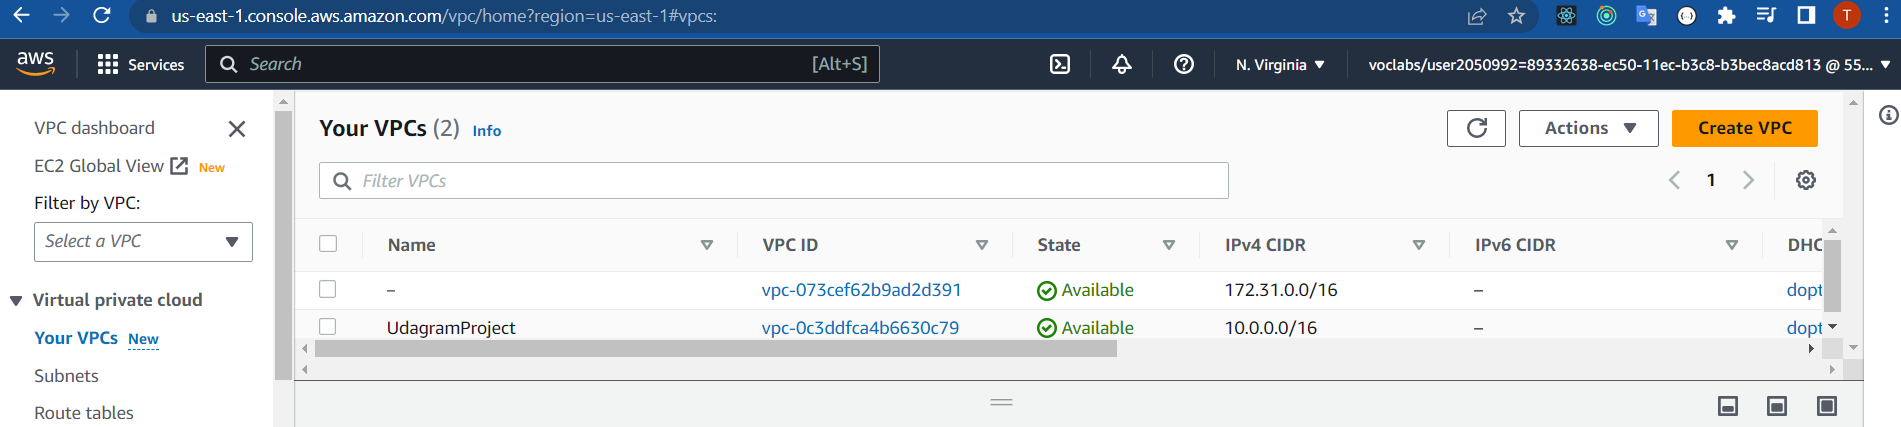 us-east-1.console.aws.amazon.com/vpc/home?region=us-east-1#vpcs:
T
aws
Services
Search
[Alt+S]
N. Virginia
voclabs/user2050992=89332638-ec50-11ec-b3c8-b3bec8acd813 @ 55...
VPC dashboard
EC2 Global View New
Filter by VPC:
Select a VPC
Virtual private cloud
Your VPCs New
Subnets
Route tables
Your VPCs (2) Info
Actions
Create VPC
Filter VPCs
1
Name VPC ID State IPv4 CIDR IPv6 CIDR DHC
– vpc-073cef62b9ad2d391 Available 172.31.0.0/16 – dopt
UdagramProject vpc-0c3ddfca4b6630c79 Available 10.0.0.0/16 – dopt